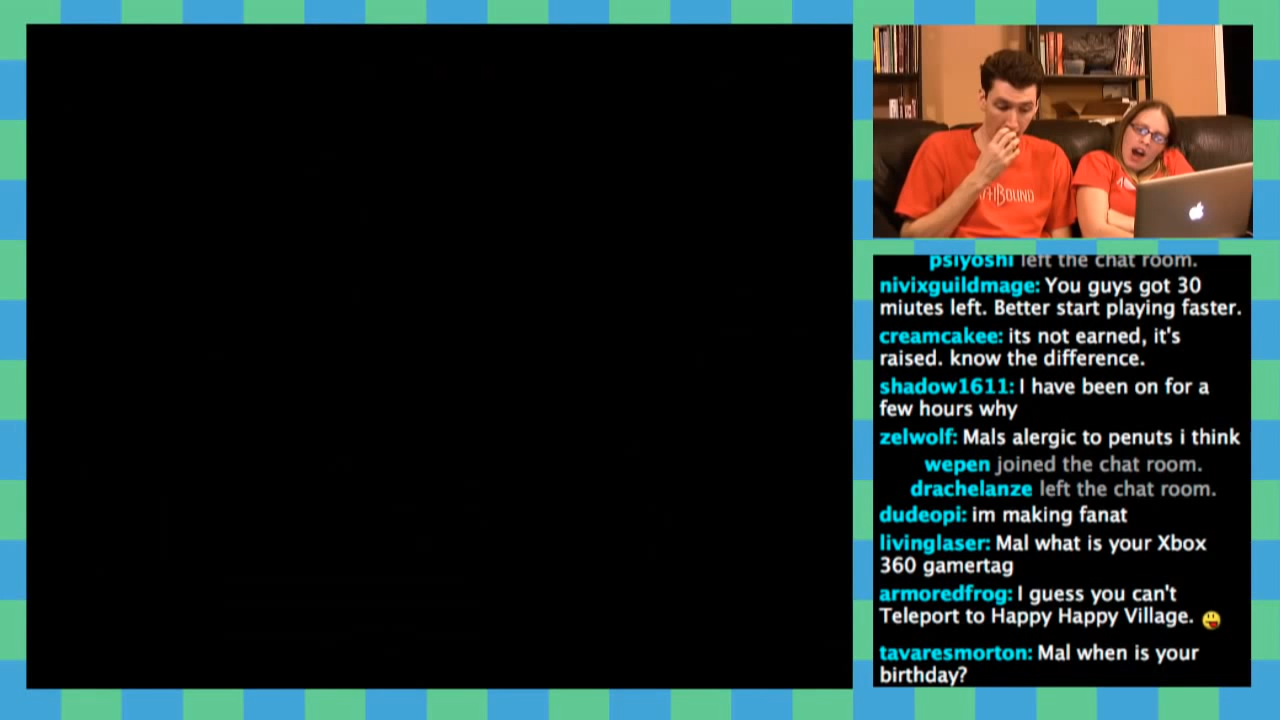 BOUND
psiyoshi left the chat room.
nivixguildmage: You guys got 30
miutes left. Better start playing faster.
creamcakee: its not earned, it's
raised. know the difference.
shadow1611: I have been on for a
few hours why
zelwolf: Mals alergic to penuts i think
wepen joined the chat room.
drachelanze left the chat room.
dudeopi: im making fanat
livinglaser: Mal what is your Xbox
360 gamertag
armoredfrog: I guess you can't
Teleport to Happy Happy Village.
tavaresmorton: Mal when is your
birthday?